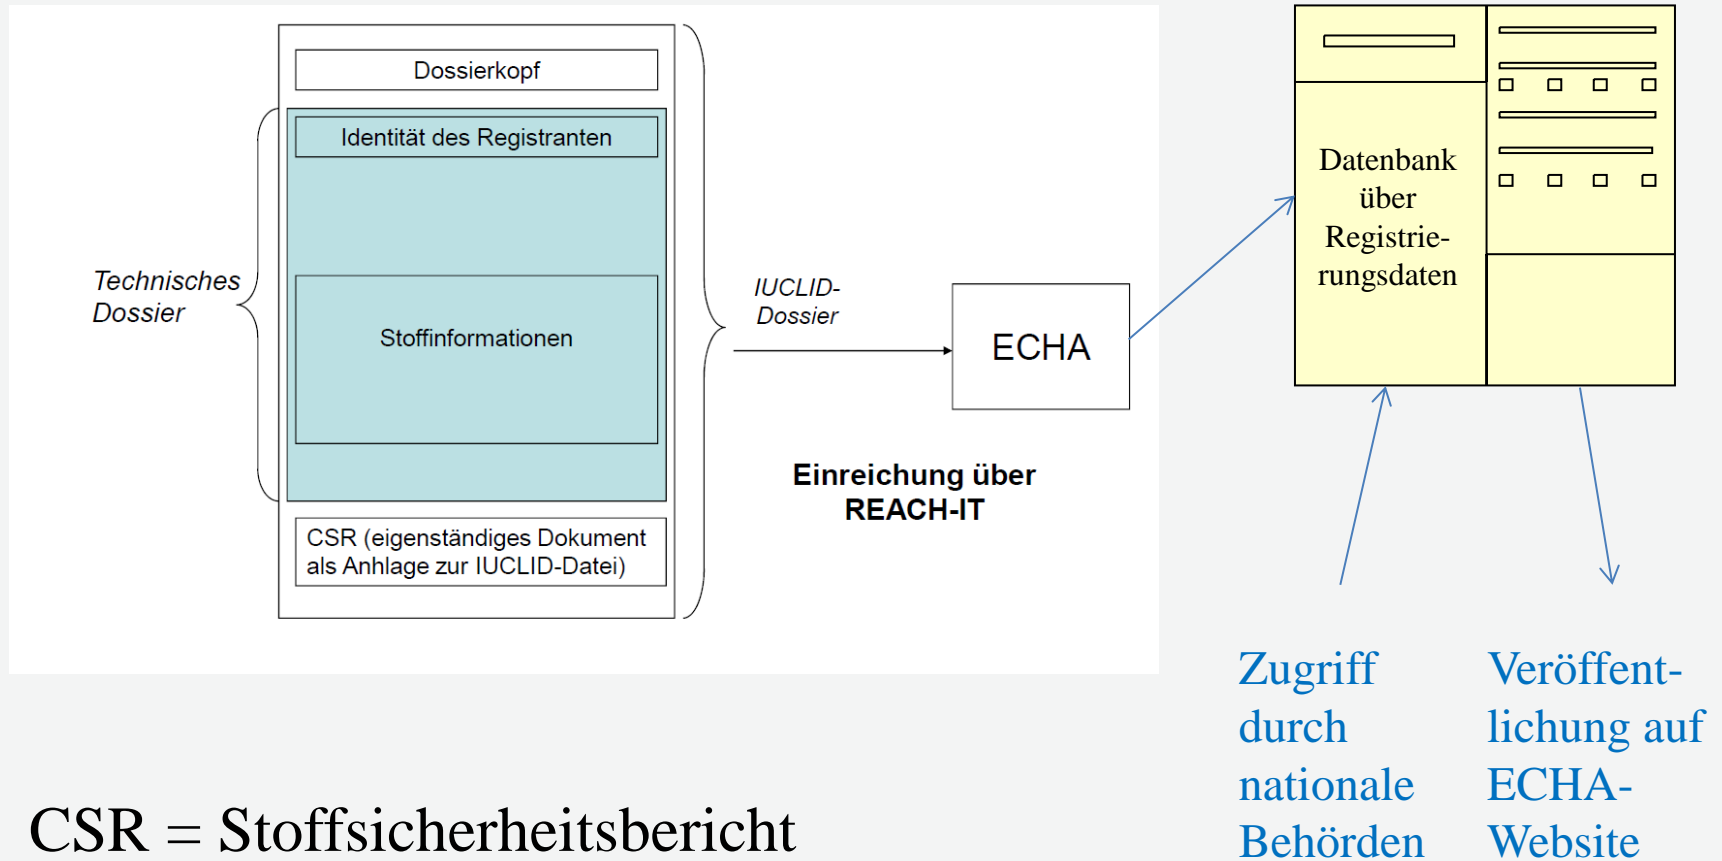 Dossierkopf
Identität des Registranten
Technisches
Dossier
Stoffinformationen
CSR (eigenständiges Dokument
als Anhlage zur IUCLID-Datei)
IUCLID-
Dossier
ECHA
Einreichung über
REACH-IT
Datenbank
über
Registrie-
rungsdaten
Zugriff
durch
nationale
Behörden
Veröffent-
lichung auf
ECHA-
Website
CSR = Stoffsicherheitsbericht